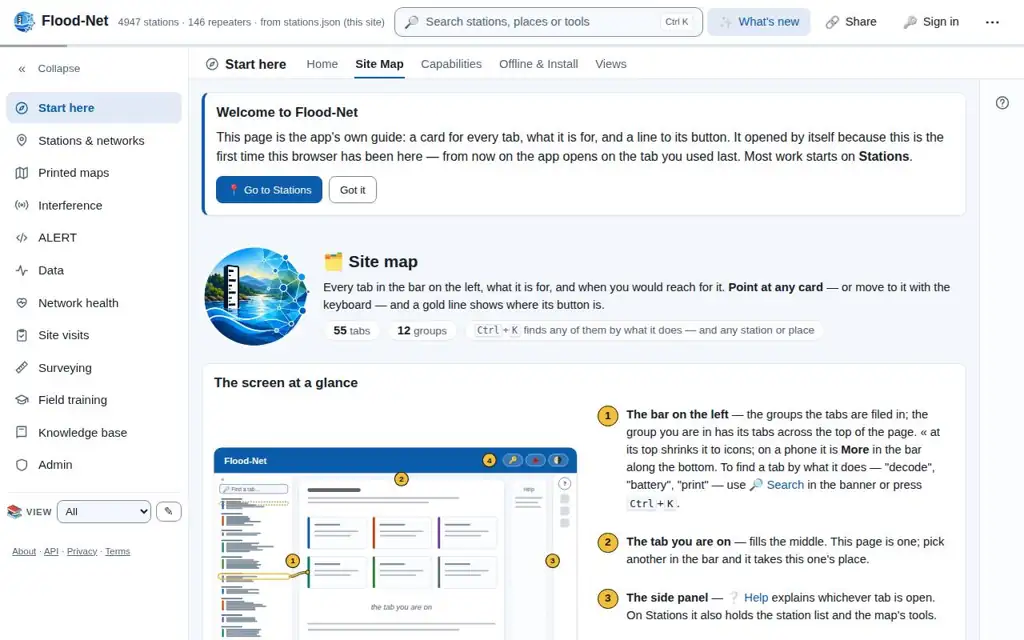 Flood-Net 4947 stations · 146 repeaters · from stations.json (this site) Search stations, places or tools Ctrl K What's new Share Sign in
« Collapse
Start here
Stations & networks
Printed maps
Interference
ALERT
Data
Network health
Site visits
Surveying
Field training
Knowledge base
Admin
VIEW All
About · API · Privacy · Terms
Start here Home Site Map Capabilities Offline & Install Views
Welcome to Flood-Net
This page is the app's own guide: a card for every tab, what it is for, and a line to its button. It opened by itself because this is the
first time this browser has been here — from now on the app opens on the tab you used last. Most work starts on Stations.
Go to Stations Got it
Site map
Every tab in the bar on the left, what it is for, and when you would reach for it. Point at any card — or move to it with the
keyboard — and a gold line shows where its button is.
55 tabs 12 groups Ctrl + K finds any of them by what it does — and any station or place
The screen at a glance
Flood-Net 4
2
Find a tab...
Help
?
1
3
the tab you are on
1 The bar on the left — the groups the tabs are filed in; the
group you are in has its tabs across the top of the page. « at
its top shrinks it to icons; on a phone it is More in the bar
along the bottom. To find a tab by what it does — "decode",
"battery", "print" — use Search in the banner or press
Ctrl + K .
2 The tab you are on — fills the middle. This page is one; pick
another in the bar and it takes this one's place.
3 The side panel — Help explains whichever tab is open.
On Stations it also holds the station list and the map's tools.